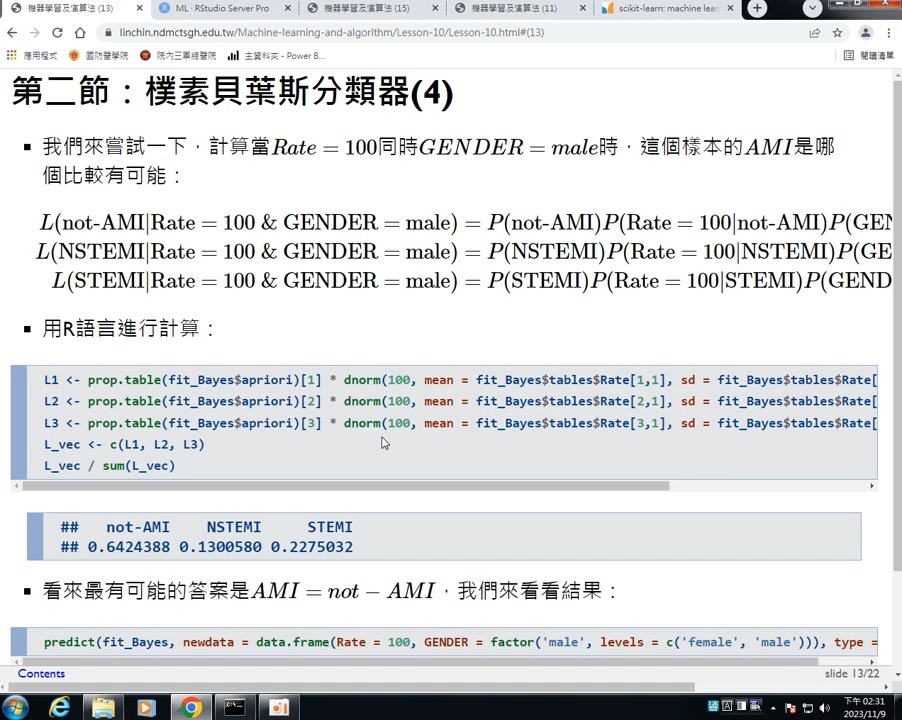 機器學習及演算法 (13)
ML · RStudio Server Pro
機器學習及演算法 (15)
機器學習及演算法 (11)
scikit-learn: machine lear
linchin.ndmctsgh.edu.tw/Machine-learning-and-algorithm/Lesson-10/Lesson-10.html#(13)
應用程式
國防醫學院
院內三軍總醫院
主資料夾 - Power B...
閱讀清單
第二節：樸素貝葉斯分類器(4)
我們來嘗試一下，計算當Rate = 100同時GENDER = male時，這個樣本的AMI是哪
個比較有可能：
L(not-AMI|Rate = 100 & GENDER = male) = P(not-AMI)P(Rate = 100|not-AMI)P(GEN
L(NSTEMI|Rate = 100 & GENDER = male) = P(NSTEMI)P(Rate = 100|NSTEMI)P(GE
L(STEMI|Rate = 100 & GENDER = male) = P(STEMI)P(Rate = 100|STEMI)P(GEND
用R語言進行計算：
L1 <- prop.table(fit_Bayes$apriori)[1] * dnorm(100, mean = fit_Bayes$tables$Rate[1,1], sd = fit_Bayes$tables$Rate[
L2 <- prop.table(fit_Bayes$apriori)[2] * dnorm(100, mean = fit_Bayes$tables$Rate[2,1], sd = fit_Bayes$tables$Rate[
L3 <- prop.table(fit_Bayes$apriori)[3] * dnorm(100, mean = fit_Bayes$tables$Rate[3,1], sd = fit_Bayes$tables$Rate[
L_vec <- c(L1, L2, L3)
L_vec / sum(L_vec)
## not-AMI NSTEMI STEMI
## 0.6424388 0.1300580 0.2275032
看來最有可能的答案是AMI = not − AMI，我們來看看結果：
predict(fit_Bayes, newdata = data.frame(Rate = 100, GENDER = factor('male', levels = c('female', 'male'))), type =
Contents
slide 13/22
下午 02:31
2023/11/9